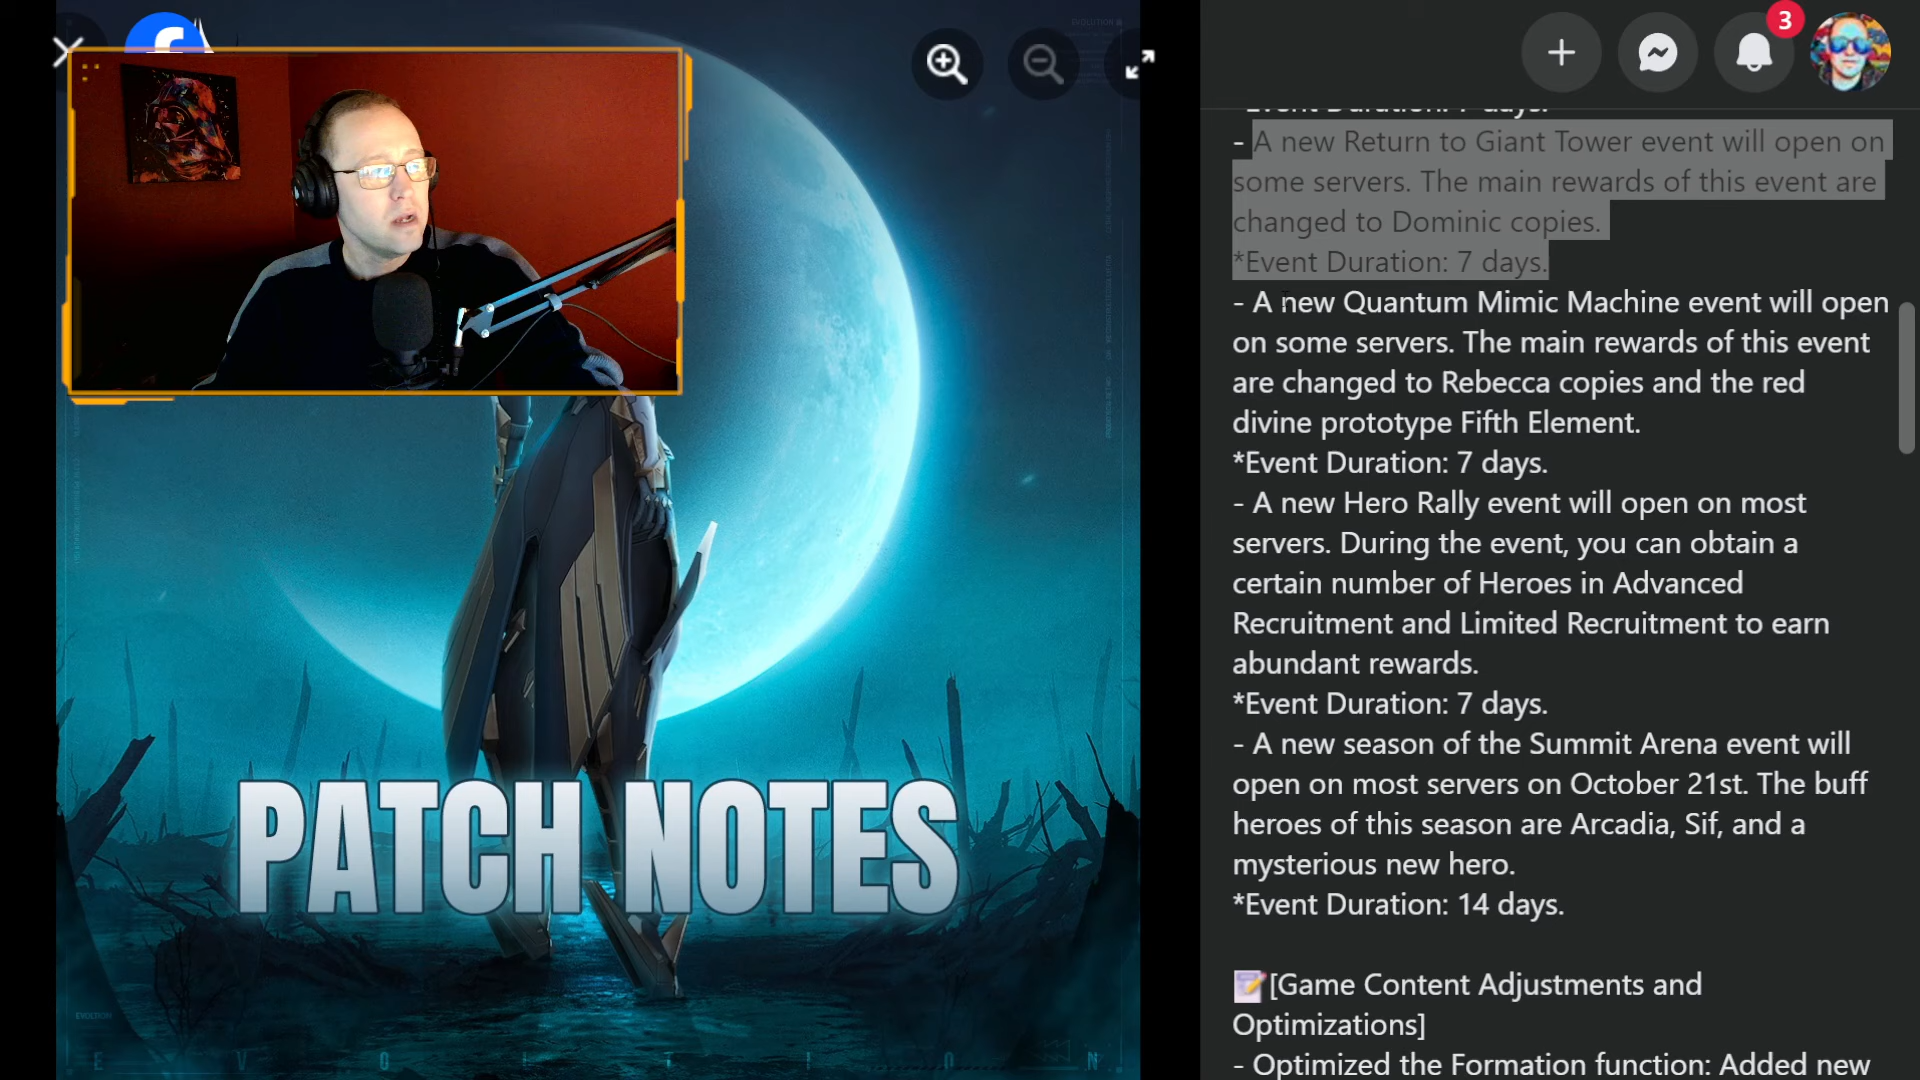 3
*Event Duration: 7 days.
- A new Return to Giant Tower event will open on
some servers. The main rewards of this event are
changed to Dominic copies.
*Event Duration: 7 days.
- A new Quantum Mimic Machine event will open
on some servers. The main rewards of this event
are changed to Rebecca copies and the red
divine prototype Fifth Element.
*Event Duration: 7 days.
- A new Hero Rally event will open on most
servers. During the event, you can obtain a
certain number of Heroes in Advanced
Recruitment and Limited Recruitment to earn
abundant rewards.
*Event Duration: 7 days.
- A new season of the Summit Arena event will
open on most servers on October 21st. The buff
heroes of this season are Arcadia, Sif, and a
mysterious new hero.
*Event Duration: 14 days.
[Game Content Adjustments and
Optimizations]
- Optimized the Formation function: Added new
PATCH NOTES
EVOLUTION